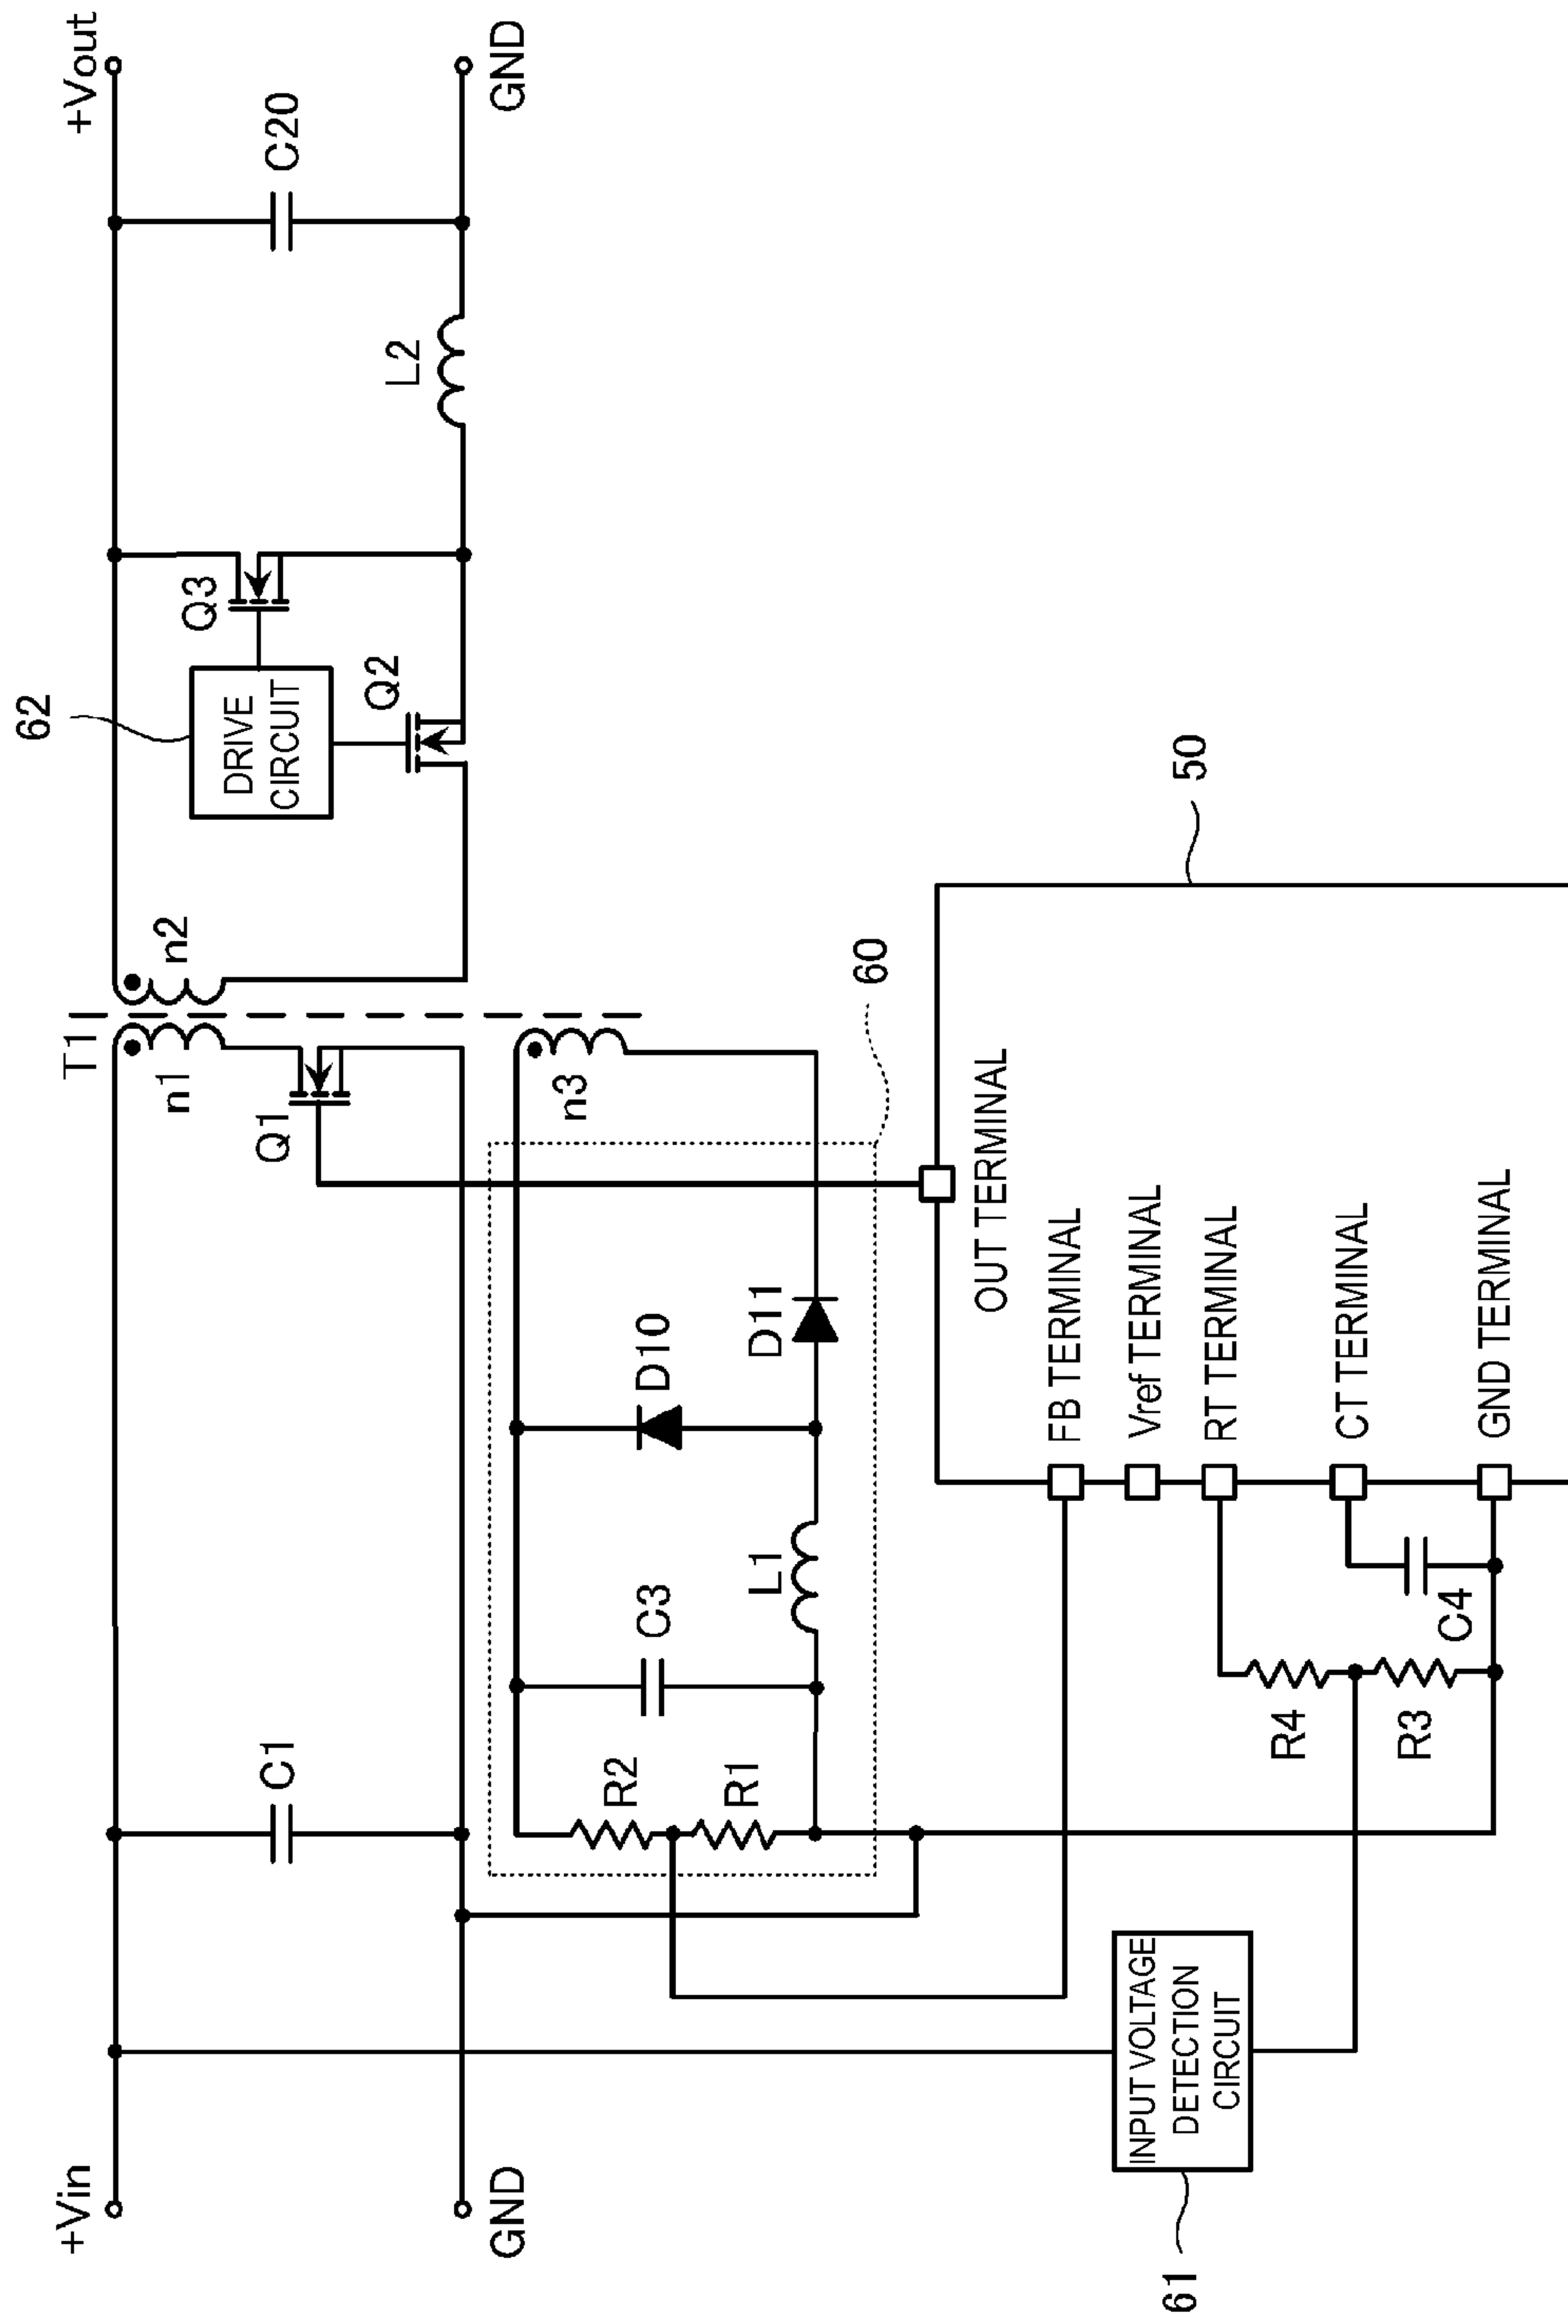 +Vin
GND
61
INPUT VOLTAGE
DETECTION
CIRCUIT
C1
R2
R1
C3
L1
D10
D11
60
R4
R3
C4
FB TERMINAL
Vref TERMINAL
RT TERMINAL
CT TERMINAL
GND TERMINAL
OUT TERMINAL
50
Q1
T1
n1
n2
n3
62
DRIVE
CIRCUIT
Q2
Q3
L2
C20
+Vout
GND